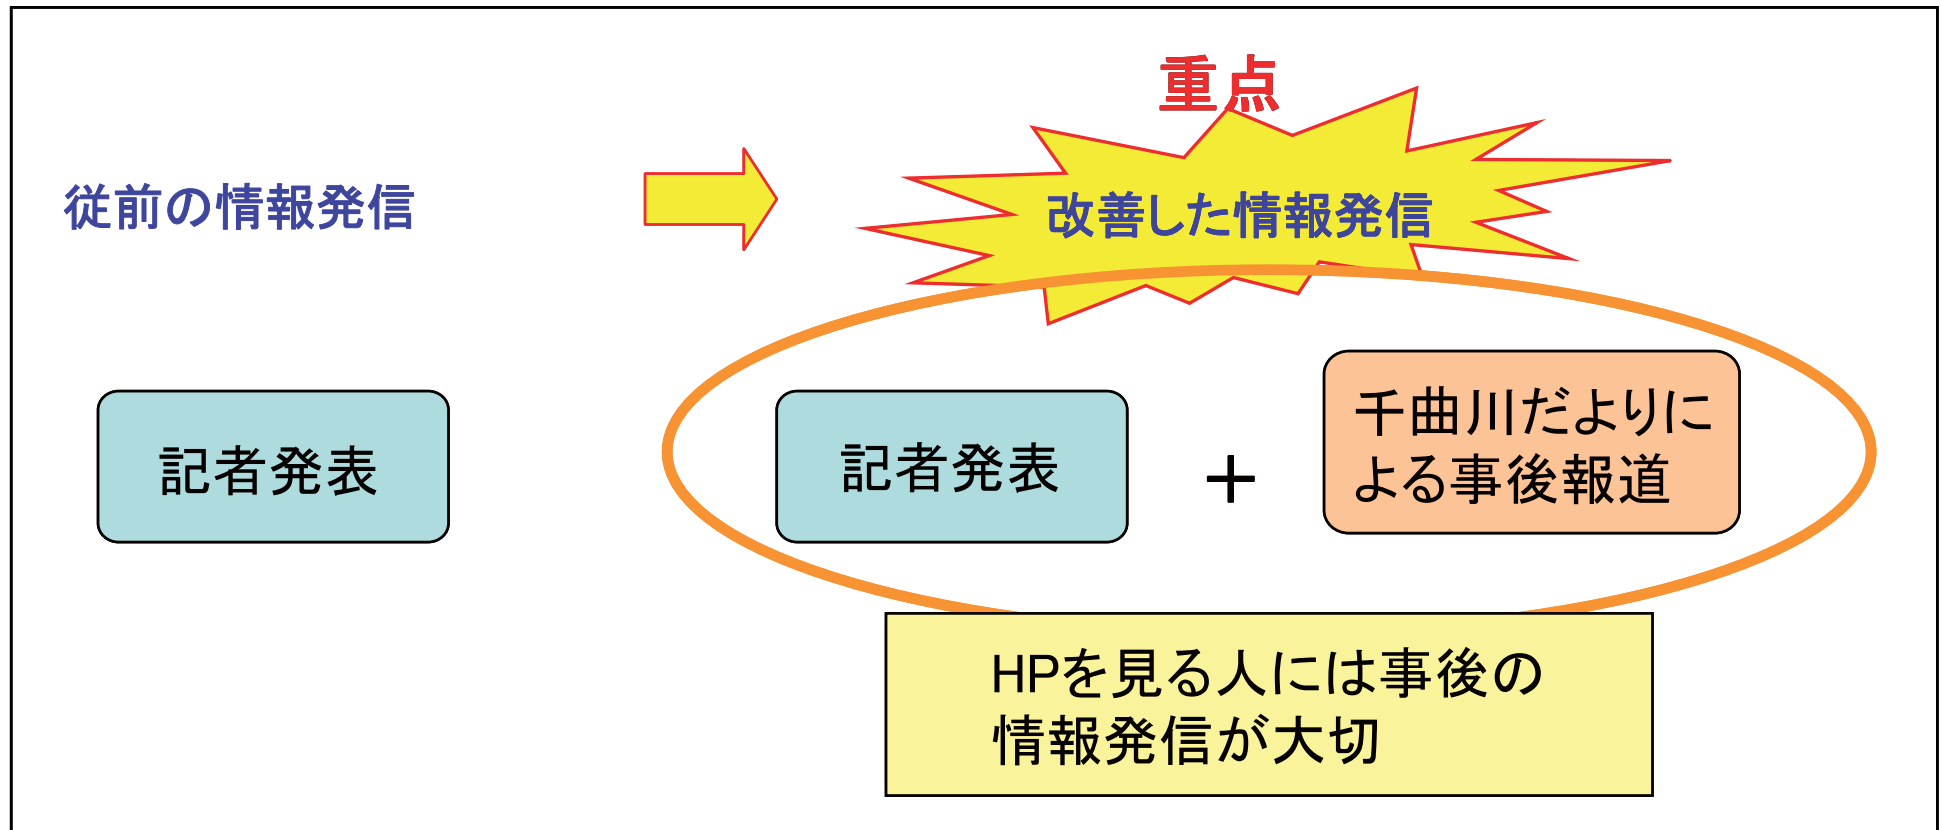 重点
従前の情報発信
改善した情報発信
記者発表
記者発表
+
千曲川だよりに
よる事後報道
HPを見る人には事後の
情報発信が大切